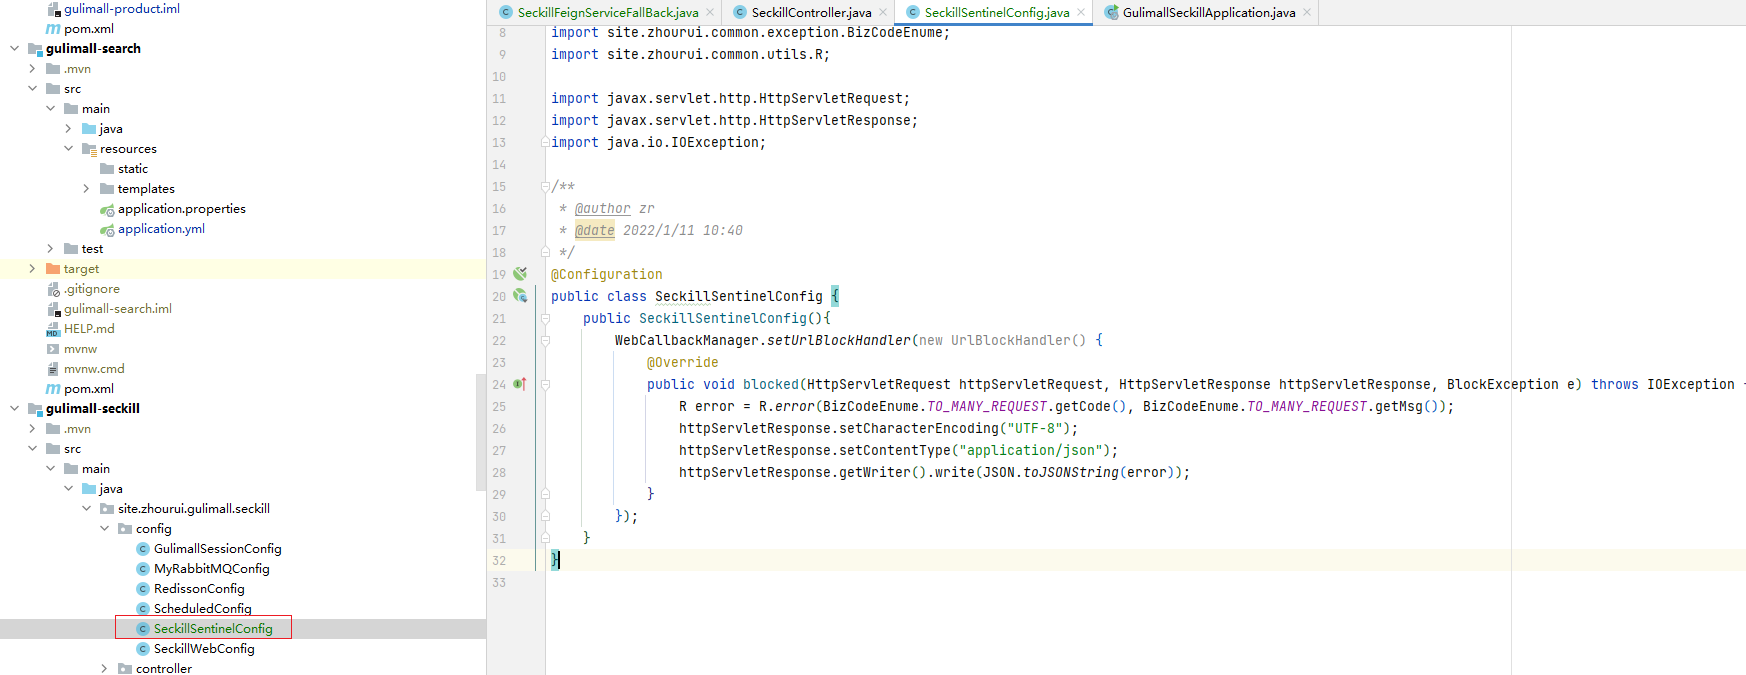 gulimall-product.iml
pom.xml
gulimall-search
.mvn
src
main
java
resources
static
templates
application.properties
application.yml
test
target
.gitignore
gulimall-search.iml
HELP.md
mvnw
mvnw.cmd
pom.xml
gulimall-seckill
.mvn
src
main
java
site.zhourui.gulimall.seckill
config
GulimallSessionConfig
MyRabbitMQConfig
RedissonConfig
ScheduledConfig
SeckillSentinelConfig
SeckillWebConfig
controller
SeckillFeignServiceFallBack.java SeckillController.java SeckillSentinelConfig.java GulimallSeckillApplication.java
8 import site.zhourui.common.exception.BizCodeEnume;
9 import site.zhourui.common.utils.R;
10
11 import javax.servlet.http.HttpServletRequest;
12 import javax.servlet.http.HttpServletResponse;
13 import java.io.IOException;
14
15 /**
16 * @author zr
17 * @date 2022/1/11 10:40
18 */
19 @Configuration
20 public class SeckillSentinelConfig {
21 public SeckillSentinelConfig(){
22 WebCallbackManager.setUrlBlockHandler(new UrlBlockHandler() {
23 @Override
24 public void blocked(HttpServletRequest httpServletRequest, HttpServletResponse httpServletResponse, BlockException e) throws IOException {
25 R error = R.error(BizCodeEnume.TO_MANY_REQUEST.getCode(), BizCodeEnume.TO_MANY_REQUEST.getMsg());
26 httpServletResponse.setCharacterEncoding("UTF-8");
27 httpServletResponse.setContentType("application/json");
28 httpServletResponse.getWriter().write(JSON.toJSONString(error));
29 }
30 });
31 }
32 }
33